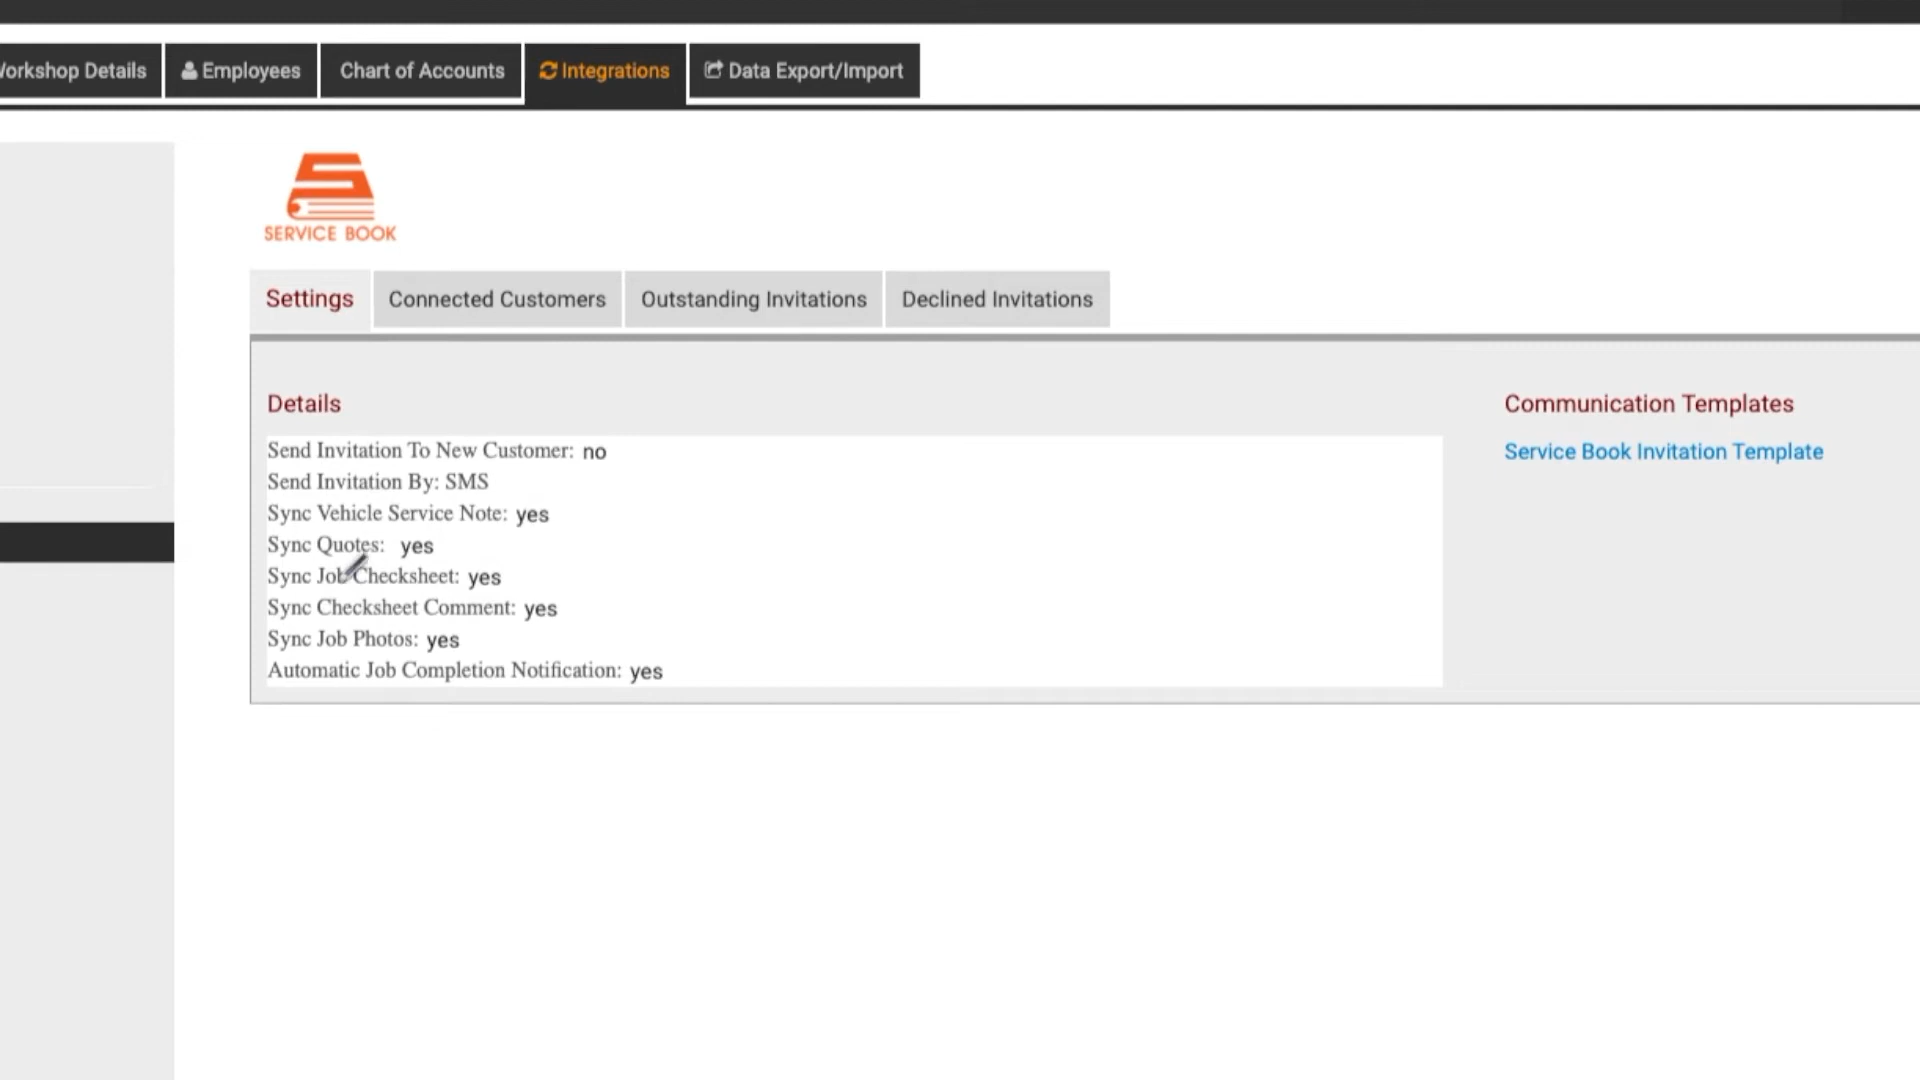 Workshop Details
Employees
Chart of Accounts
Integrations
Data Export/Import
SERVICE BOOK
Settings
Connected Customers
Outstanding Invitations
Declined Invitations
Details
Send Invitation To New Customer: no
Send Invitation By: SMS
Sync Vehicle Service Note: yes
Sync Quotes: yes
Sync Job Checksheet: yes
Sync Checksheet Comment: yes
Sync Job Photos: yes
Automatic Job Completion Notification: yes
Communication Templates
Service Book Invitation Template